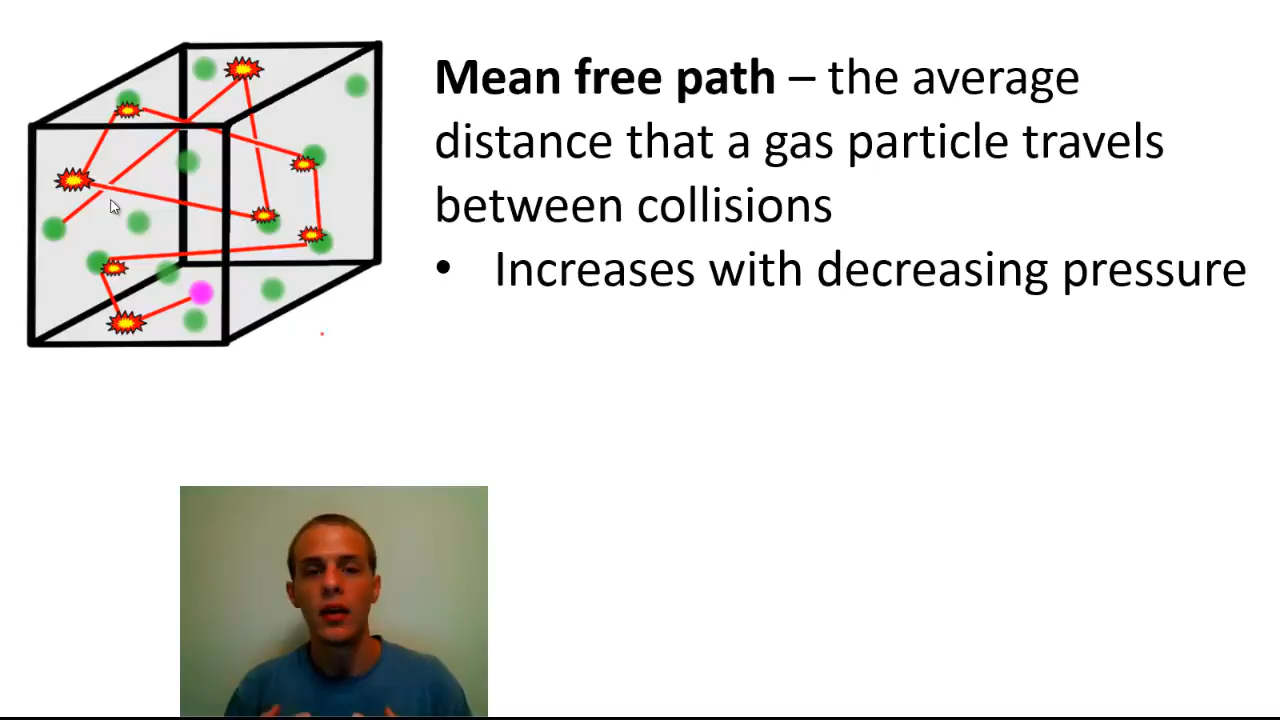 Mean free path – the average
distance that a gas particle travels
between collisions
• Increases with decreasing pressure